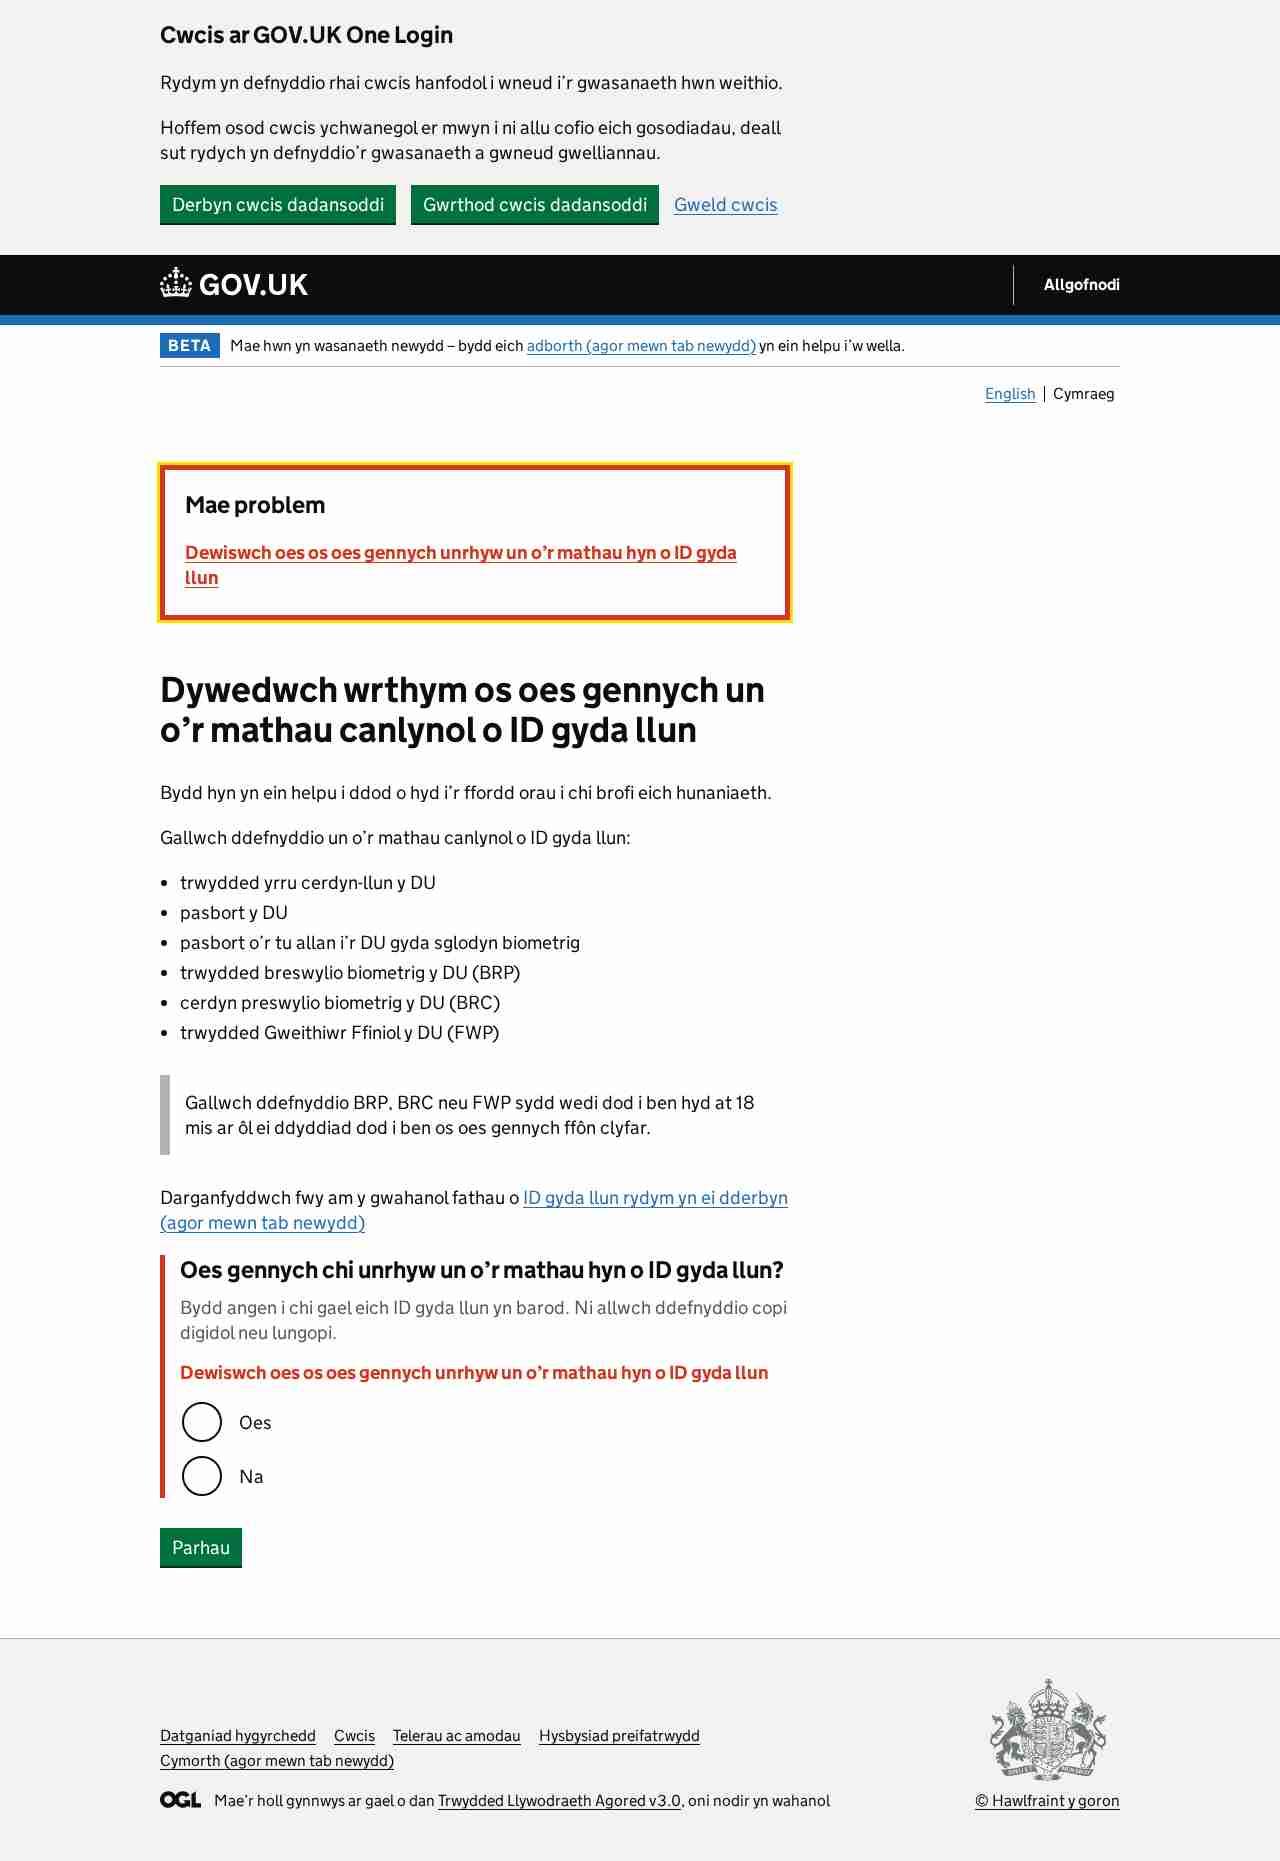 Cwcis ar GOV.UK One Login
Rydym yn defnyddio rhai cwcis hanfodol i wneud i’r gwasanaeth hwn weithio.
Hoffem osod cwcis ychwanegol er mwyn i ni allu cofio eich gosodiadau, deall
sut rydych yn defnyddio’r gwasanaeth a gwneud gwelliannau.
Derbyn cwcis dadansoddi Gwrthod cwcis dadansoddi Gweld cwcis
GOV.UK Allgofnodi
BETA Mae hwn yn wasanaeth newydd – bydd eich adborth (agor mewn tab newydd) yn ein helpu i’w wella.
English Cymraeg
Mae problem
Dewiswch oes os oes gennych unrhyw un o’r mathau hyn o ID gyda
llun
Dywedwch wrthym os oes gennych un
o’r mathau canlynol o ID gyda llun
Bydd hyn yn ein helpu i ddod o hyd i’r ffordd orau i chi brofi eich hunaniaeth.
Gallwch ddefnyddio un o’r mathau canlynol o ID gyda llun:
• trwydded yrru cerdyn-llun y DU
• pasbort y DU
• pasbort o’r tu allan i’r DU gyda sglodyn biometrig
• trwydded breswylio biometrig y DU (BRP)
• cerdyn preswylio biometrig y DU (BRC)
• trwydded Gweithiwr Ffiniol y DU (FWP)
Gallwch ddefnyddio BRP, BRC neu FWP sydd wedi dod i ben hyd at 18
mis ar ôl ei ddyddiad dod i ben os oes gennych ffôn clyfar.
Darganfyddwch fwy am y gwahanol fathau o ID gyda llun rydym yn ei dderbyn
(agor mewn tab newydd)
Oes gennych chi unrhyw un o’r mathau hyn o ID gyda llun?
Bydd angen i chi gael eich ID gyda llun yn barod. Ni allwch ddefnyddio copi
digidol neu lungopi.
Dewiswch oes os oes gennych unrhyw un o’r mathau hyn o ID gyda llun
Oes
Na
Parhau
Datganiad hygyrchedd Cwcis Telerau ac amodau Hysbysiad preifatrwydd
Cymorth (agor mewn tab newydd)
OGL Mae’r holl gynnwys ar gael o dan Trwydded Llywodraeth Agored v3.0, oni nodir yn wahanol
© Hawlfraint y goron